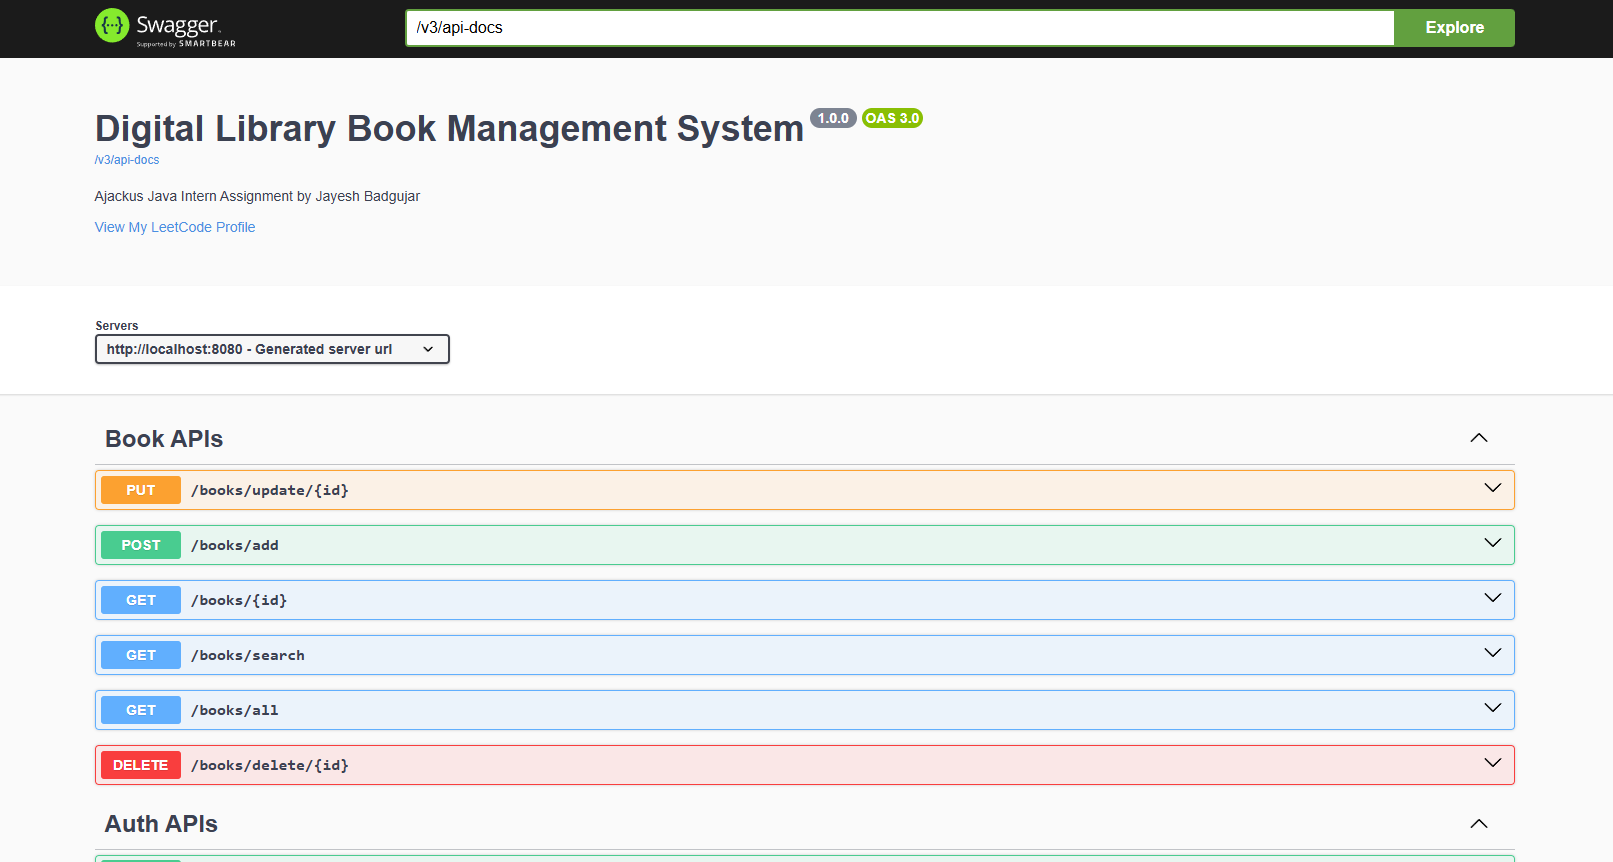 {···} Swagger
Supported by SMARTBEAR
/v3/api-docs
Explore
Digital Library Book Management System 1.0.0 OAS 3.0
/v3/api-docs
Ajackus Java Intern Assignment by Jayesh Badgujar
View My LeetCode Profile
Servers
http://localhost:8080 - Generated server url
Book APIs
PUT /books/update/{id}
POST /books/add
GET /books/{id}
GET /books/search
GET /books/all
DELETE /books/delete/{id}
Auth APIs